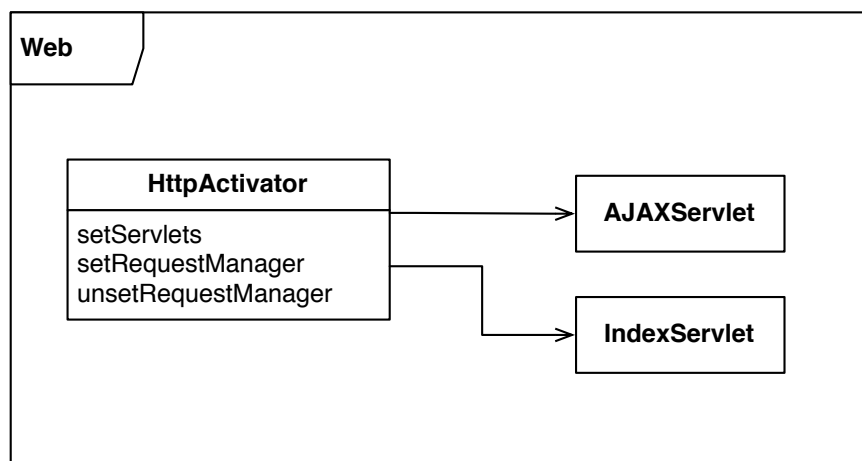 Web
HttpActivator
setServlets
setRequestManager
unsetRequestManager
AJAXServlet
IndexServlet